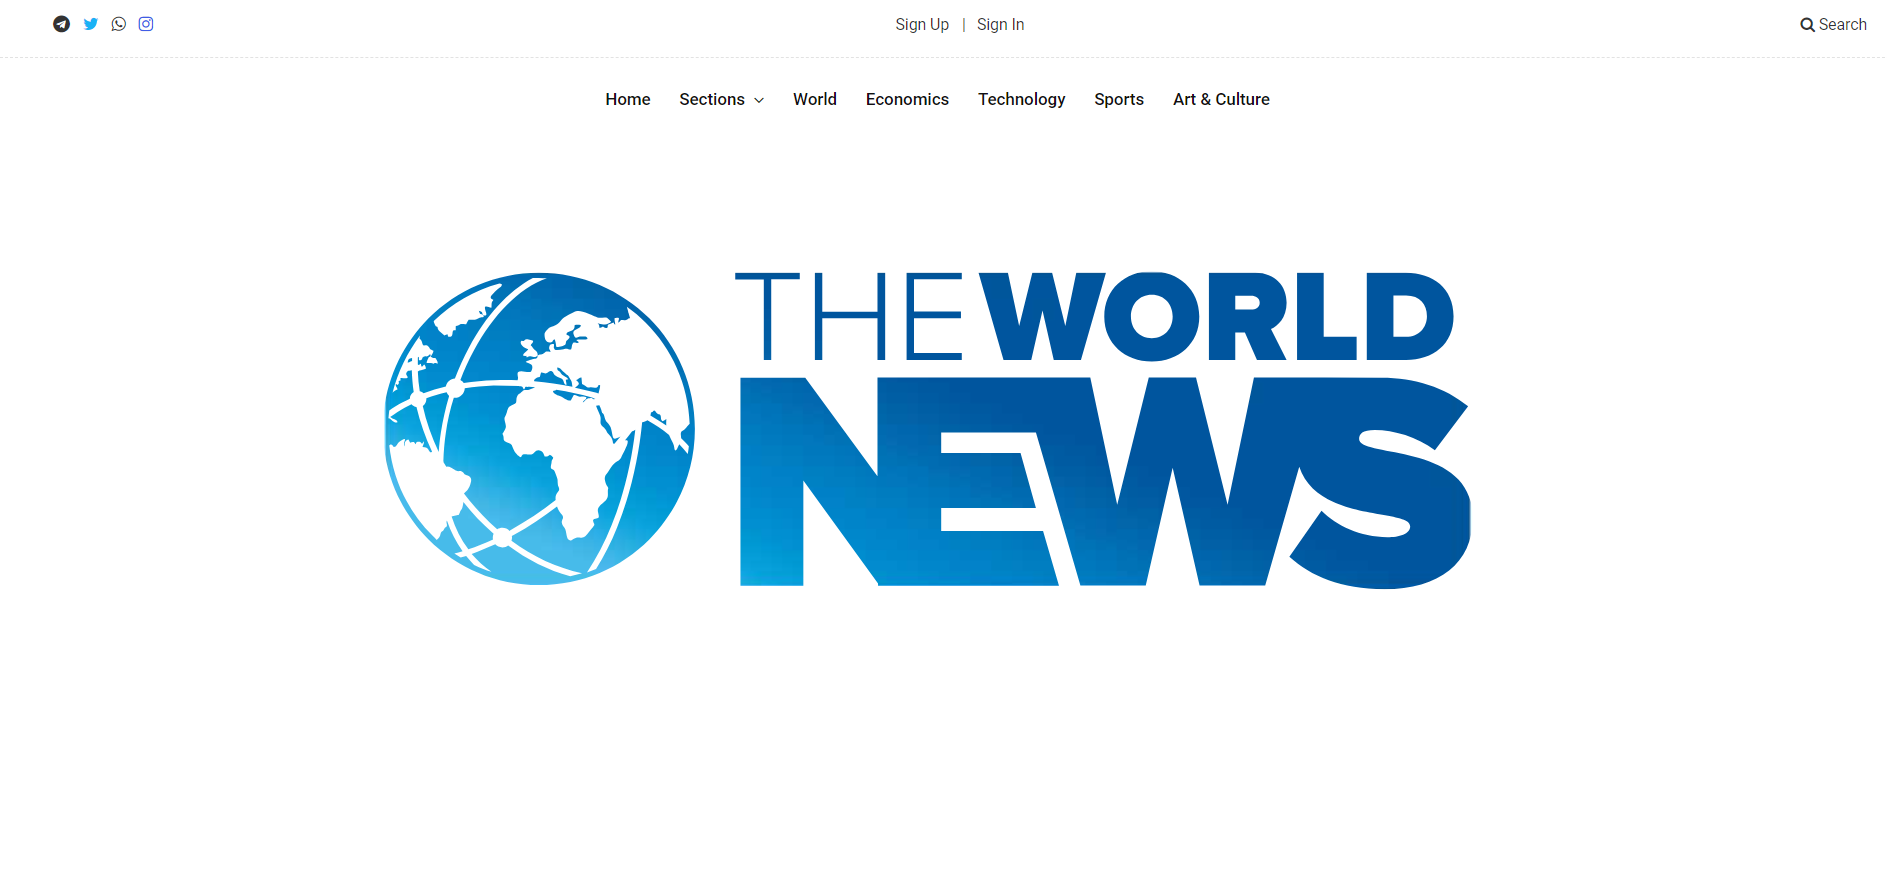 Sign Up | Sign In Search
Home Sections World Economics Technology Sports Art & Culture
THE WORLD
NEWS